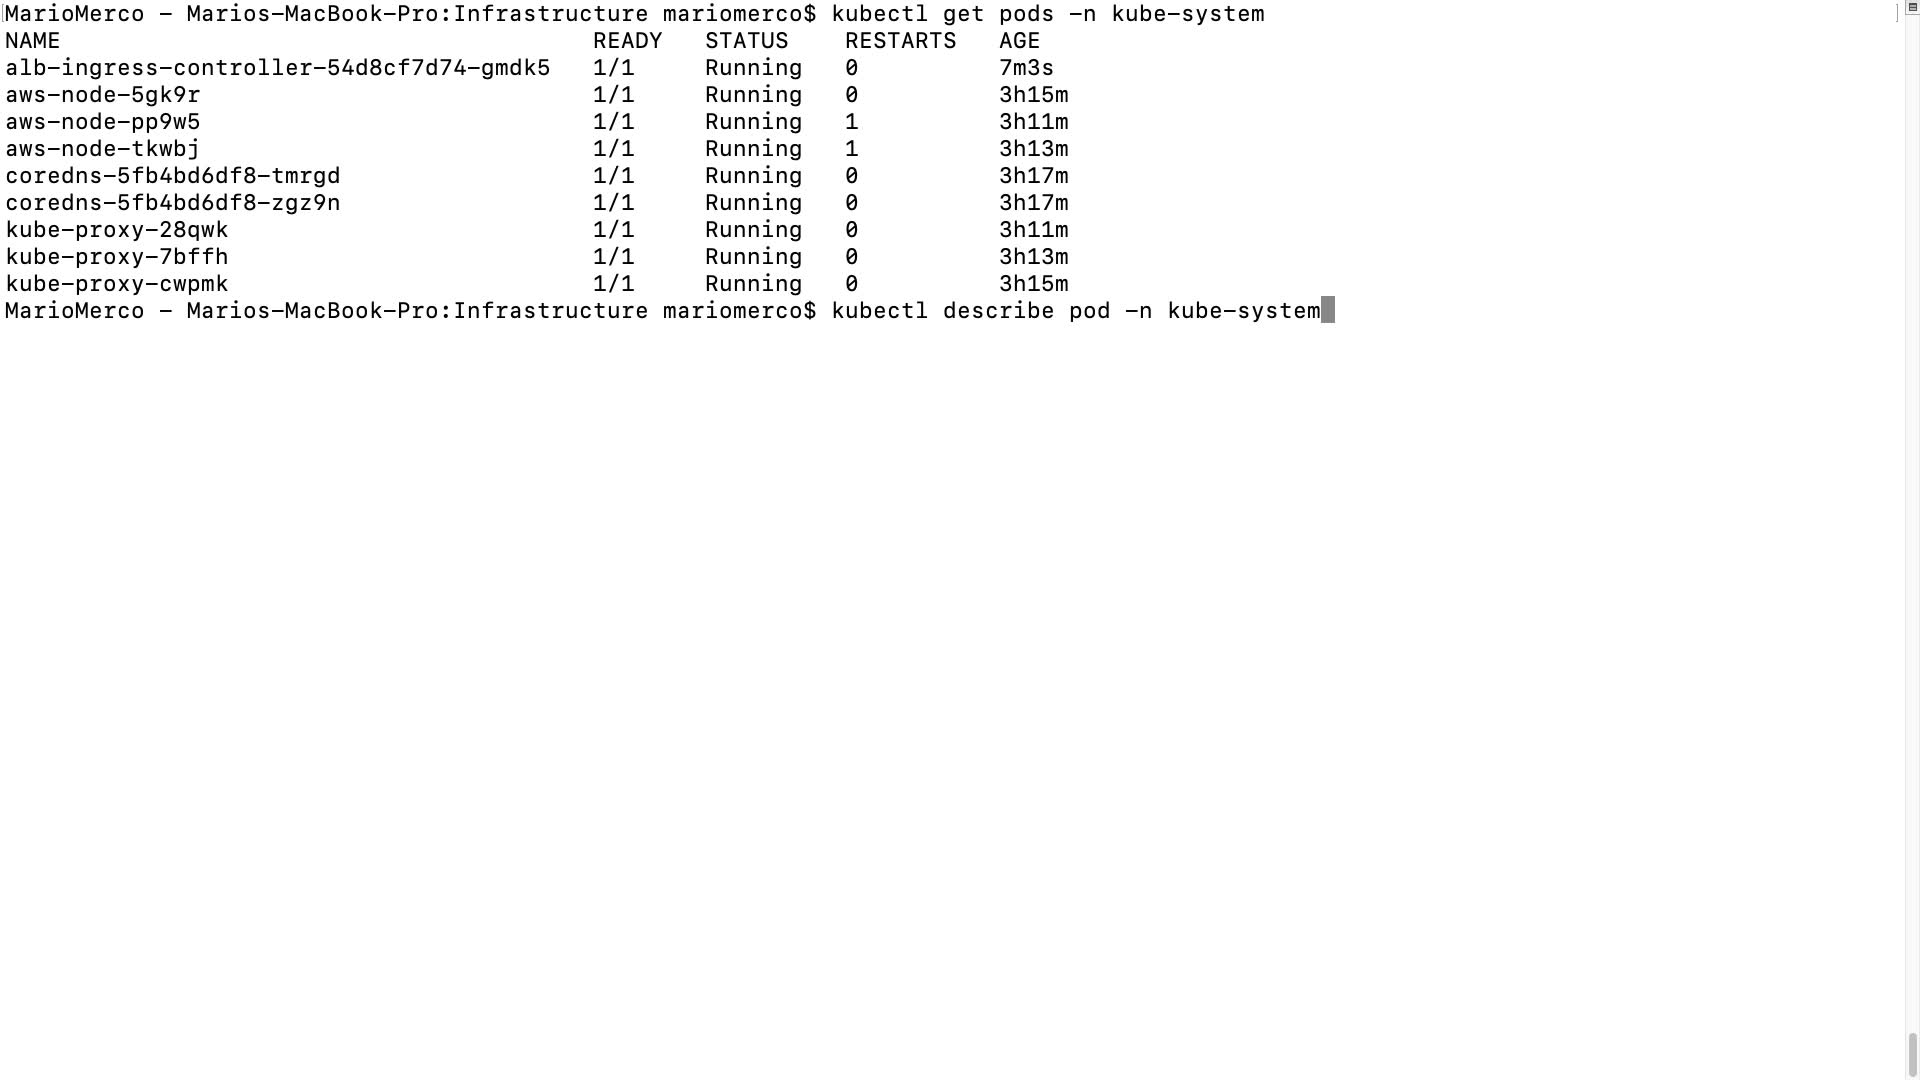 MarioMerco - Marios-MacBook-Pro:Infrastructure mariomerco$ kubectl get pods -n kube-system
NAME READY STATUS RESTARTS AGE
alb-ingress-controller-54d8cf7d74-gmdk5 1/1 Running 0 7m3s
aws-node-5gk9r 1/1 Running 0 3h15m
aws-node-pp9w5 1/1 Running 1 3h11m
aws-node-tkwbj 1/1 Running 1 3h13m
coredns-5fb4bd6df8-tmrgd 1/1 Running 0 3h17m
coredns-5fb4bd6df8-zgz9n 1/1 Running 0 3h17m
kube-proxy-28qwk 1/1 Running 0 3h11m
kube-proxy-7bffh 1/1 Running 0 3h13m
kube-proxy-cwpmk 1/1 Running 0 3h15m
MarioMerco - Marios-MacBook-Pro:Infrastructure mariomerco$ kubectl describe pod -n kube-system